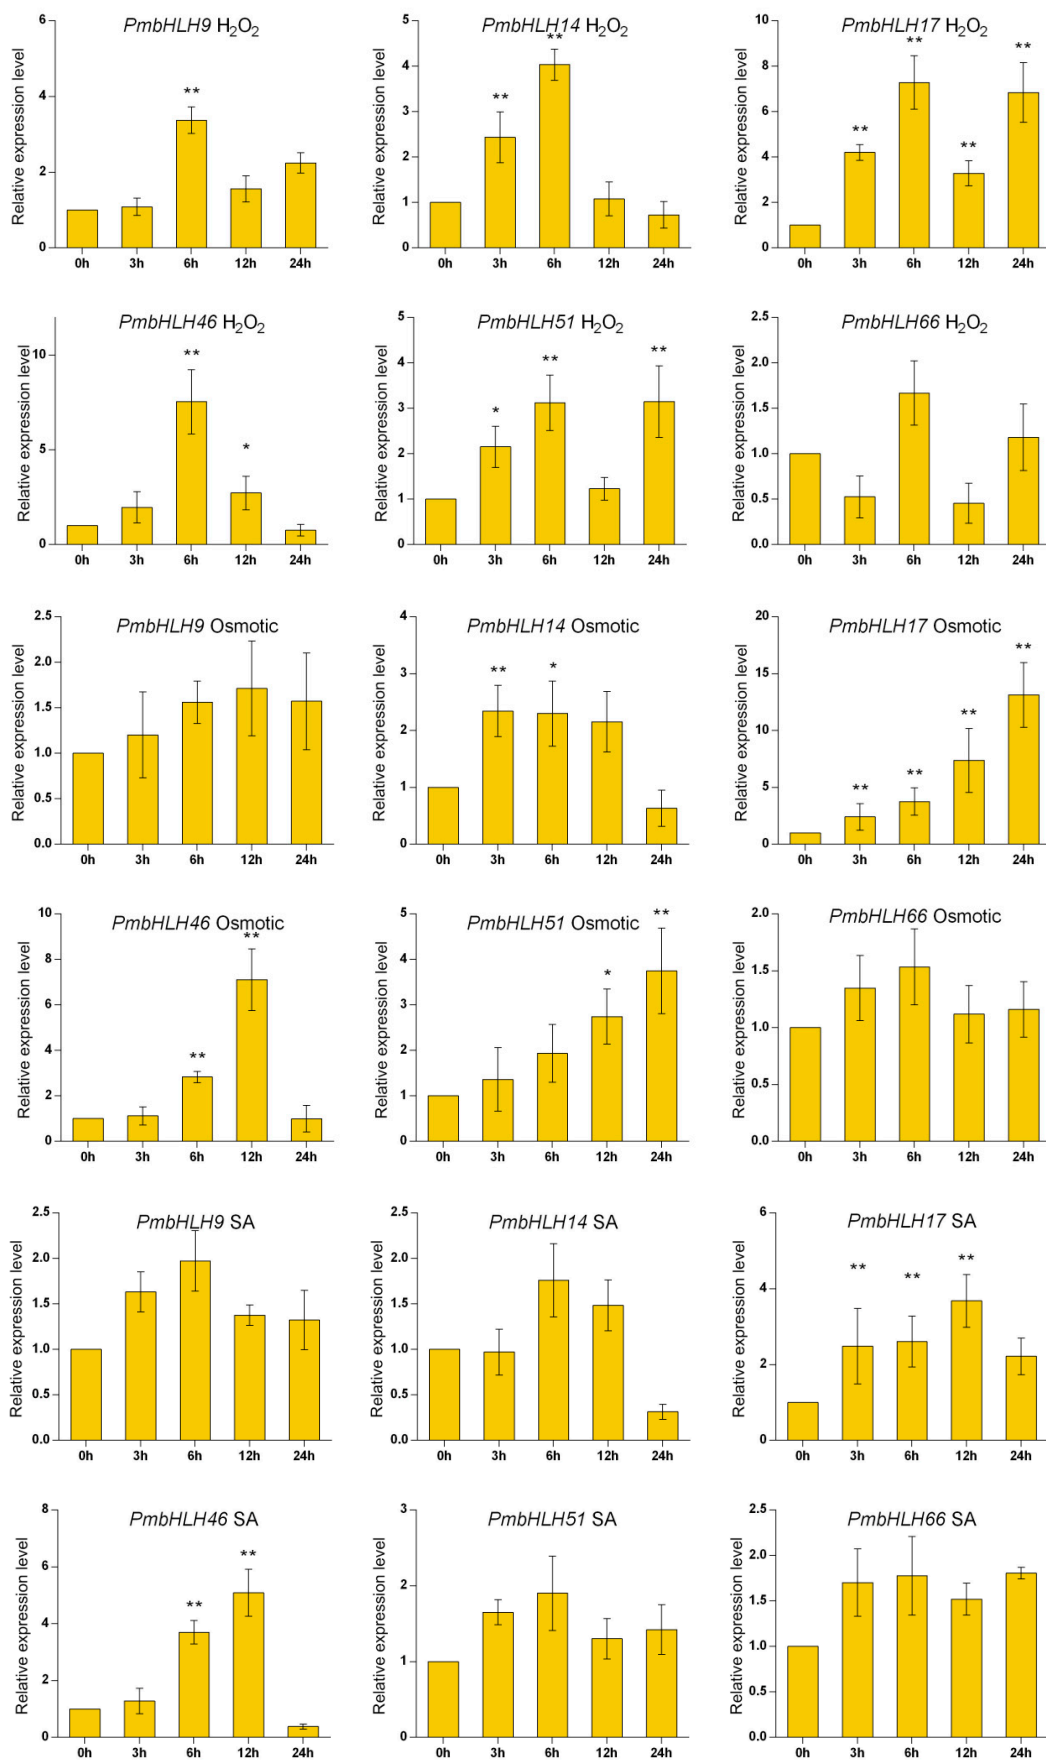 PmbHLH9 H₂O₂
Relative expression level
6
4
2
0
**
0h 3h 6h 12h 24h
PmbHLH14 H₂O₂
Relative expression level
5
4
3
2
1
0
** **
0h 3h 6h 12h 24h
PmbHLH17 H₂O₂
Relative expression level
10
8
6
4
2
0
** ** ** **
0h 3h 6h 12h 24h
PmbHLH46 H₂O₂
Relative expression level
10
5
0
** *
0h 3h 6h 12h 24h
PmbHLH51 H₂O₂
Relative expression level
5
4
3
2
1
0
* ** **
0h 3h 6h 12h 24h
PmbHLH66 H₂O₂
Relative expression level
2.5
2.0
1.5
1.0
0.5
0.0
0h 3h 6h 12h 24h
PmbHLH9 Osmotic
Relative expression level
2.5
2.0
1.5
1.0
0.5
0.0
0h 3h 6h 12h 24h
PmbHLH14 Osmotic
Relative expression level
4
3
2
1
0
** *
0h 3h 6h 12h 24h
PmbHLH17 Osmotic
Relative expression level
20
15
10
5
0
** ** ** **
0h 3h 6h 12h 24h
PmbHLH46 Osmotic
Relative expression level
10
8
6
4
2
0
** **
0h 3h 6h 12h 24h
PmbHLH51 Osmotic
Relative expression level
5
4
3
2
1
0
* **
0h 3h 6h 12h 24h
PmbHLH66 Osmotic
Relative expression level
2.0
1.5
1.0
0.5
0.0
0h 3h 6h 12h 24h
PmbHLH9 SA
Relative expression level
2.5
2.0
1.5
1.0
0.5
0.0
0h 3h 6h 12h 24h
PmbHLH14 SA
Relative expression level
2.5
2.0
1.5
1.0
0.5
0.0
0h 3h 6h 12h 24h
PmbHLH17 SA
Relative expression level
6
4
2
0
** ** **
0h 3h 6h 12h 24h
PmbHLH46 SA
Relative expression level
8
6
4
2
0
** **
0h 3h 6h 12h 24h
PmbHLH51 SA
Relative expression level
3
2
1
0
0h 3h 6h 12h 24h
PmbHLH66 SA
Relative expression level
2.5
2.0
1.5
1.0
0.5
0.0
0h 3h 6h 12h 24h